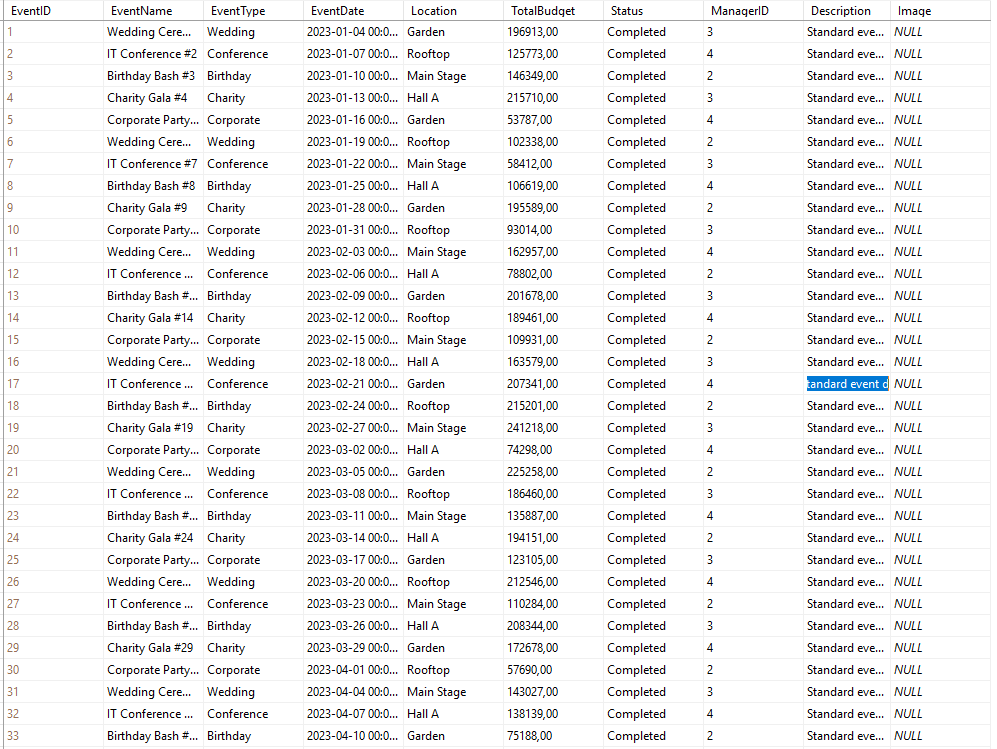 EventID EventName EventType EventDate Location TotalBudget Status ManagerID Description Image
1 Wedding Cere... Wedding 2023-01-04 00:0... Garden 196913,00 Completed 3 Standard eve... NULL
2 IT Conference #2 Conference 2023-01-07 00:0... Rooftop 125773,00 Completed 4 Standard eve... NULL
3 Birthday Bash #3 Birthday 2023-01-10 00:0... Main Stage 146349,00 Completed 2 Standard eve... NULL
4 Charity Gala #4 Charity 2023-01-13 00:0... Hall A 215710,00 Completed 3 Standard eve... NULL
5 Corporate Party... Corporate 2023-01-16 00:0... Garden 53787,00 Completed 4 Standard eve... NULL
6 Wedding Cere... Wedding 2023-01-19 00:0... Rooftop 102338,00 Completed 2 Standard eve... NULL
7 IT Conference #7 Conference 2023-01-22 00:0... Main Stage 58412,00 Completed 3 Standard eve... NULL
8 Birthday Bash #8 Birthday 2023-01-25 00:0... Hall A 106619,00 Completed 4 Standard eve... NULL
9 Charity Gala #9 Charity 2023-01-28 00:0... Garden 195589,00 Completed 2 Standard eve... NULL
10 Corporate Party... Corporate 2023-01-31 00:0... Rooftop 93014,00 Completed 3 Standard eve... NULL
11 Wedding Cere... Wedding 2023-02-03 00:0... Main Stage 162957,00 Completed 4 Standard eve... NULL
12 IT Conference ... Conference 2023-02-06 00:0... Hall A 78802,00 Completed 2 Standard eve... NULL
13 Birthday Bash #... Birthday 2023-02-09 00:0... Garden 201678,00 Completed 3 Standard eve... NULL
14 Charity Gala #14 Charity 2023-02-12 00:0... Rooftop 189461,00 Completed 4 Standard eve... NULL
15 Corporate Party... Corporate 2023-02-15 00:0... Main Stage 109931,00 Completed 2 Standard eve... NULL
16 Wedding Cere... Wedding 2023-02-18 00:0... Hall A 163579,00 Completed 3 Standard eve... NULL
17 IT Conference ... Conference 2023-02-21 00:0... Garden 207341,00 Completed 4 tandard event d NULL
18 Birthday Bash #... Birthday 2023-02-24 00:0... Rooftop 215201,00 Completed 2 Standard eve... NULL
19 Charity Gala #19 Charity 2023-02-27 00:0... Main Stage 241218,00 Completed 3 Standard eve... NULL
20 Corporate Party... Corporate 2023-03-02 00:0... Hall A 74298,00 Completed 4 Standard eve... NULL
21 Wedding Cere... Wedding 2023-03-05 00:0... Garden 225258,00 Completed 2 Standard eve... NULL
22 IT Conference ... Conference 2023-03-08 00:0... Rooftop 186460,00 Completed 3 Standard eve... NULL
23 Birthday Bash #... Birthday 2023-03-11 00:0... Main Stage 135887,00 Completed 4 Standard eve... NULL
24 Charity Gala #24 Charity 2023-03-14 00:0... Hall A 194151,00 Completed 2 Standard eve... NULL
25 Corporate Party... Corporate 2023-03-17 00:0... Garden 123105,00 Completed 3 Standard eve... NULL
26 Wedding Cere... Wedding 2023-03-20 00:0... Rooftop 212546,00 Completed 4 Standard eve... NULL
27 IT Conference ... Conference 2023-03-23 00:0... Main Stage 110284,00 Completed 2 Standard eve... NULL
28 Birthday Bash #... Birthday 2023-03-26 00:0... Hall A 208344,00 Completed 3 Standard eve... NULL
29 Charity Gala #29 Charity 2023-03-29 00:0... Garden 172678,00 Completed 4 Standard eve... NULL
30 Corporate Party... Corporate 2023-04-01 00:0... Rooftop 57690,00 Completed 2 Standard eve... NULL
31 Wedding Cere... Wedding 2023-04-04 00:0... Main Stage 143027,00 Completed 3 Standard eve... NULL
32 IT Conference ... Conference 2023-04-07 00:0... Hall A 138139,00 Completed 4 Standard eve... NULL
33 Birthday Bash #... Birthday 2023-04-10 00:0... Garden 75188,00 Completed 2 Standard eve... NULL